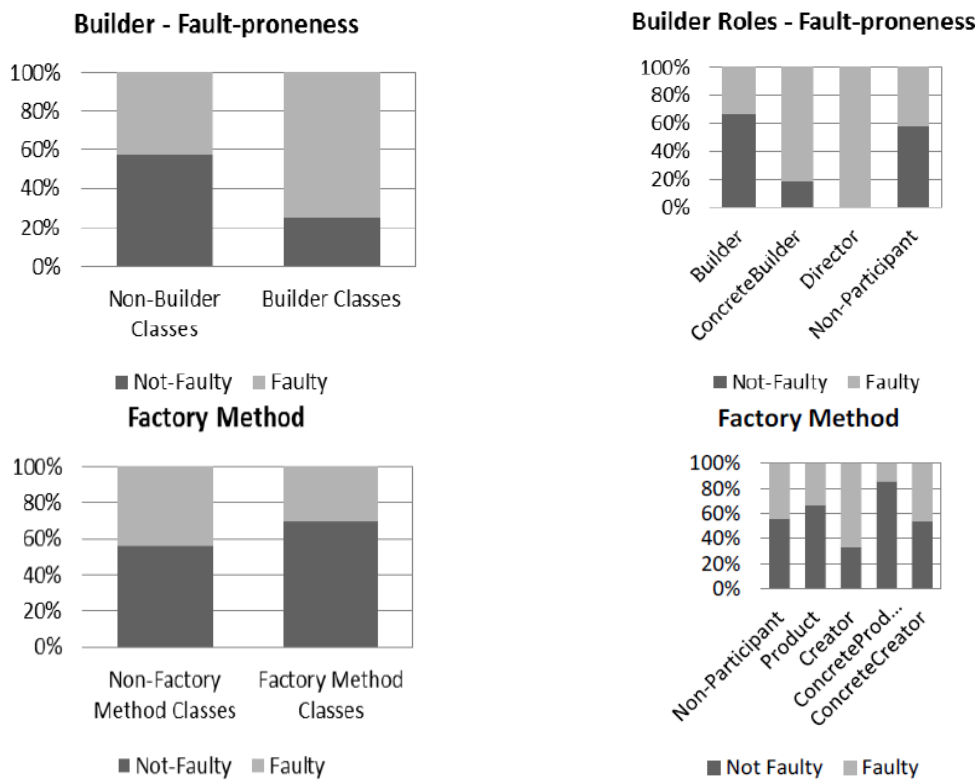 Builder - Fault-proneness
100%
80%
60%
40%
20%
0%
Non-Builder
Classes
Builder Classes
Not-Faulty Faulty
Builder Roles - Fault-proneness
100%
80%
60%
40%
20%
0%
Builder
ConcreteBuilder
Director
Non-Participant
Not-Faulty Faulty
Factory Method
100%
80%
60%
40%
20%
0%
Non-Factory
Method Classes
Factory Method
Classes
Not-Faulty Faulty
Factory Method
100%
80%
60%
40%
20%
0%
Non-Participant
Product
Creator
ConcreteProd...
ConcreteCreator
Not Faulty Faulty